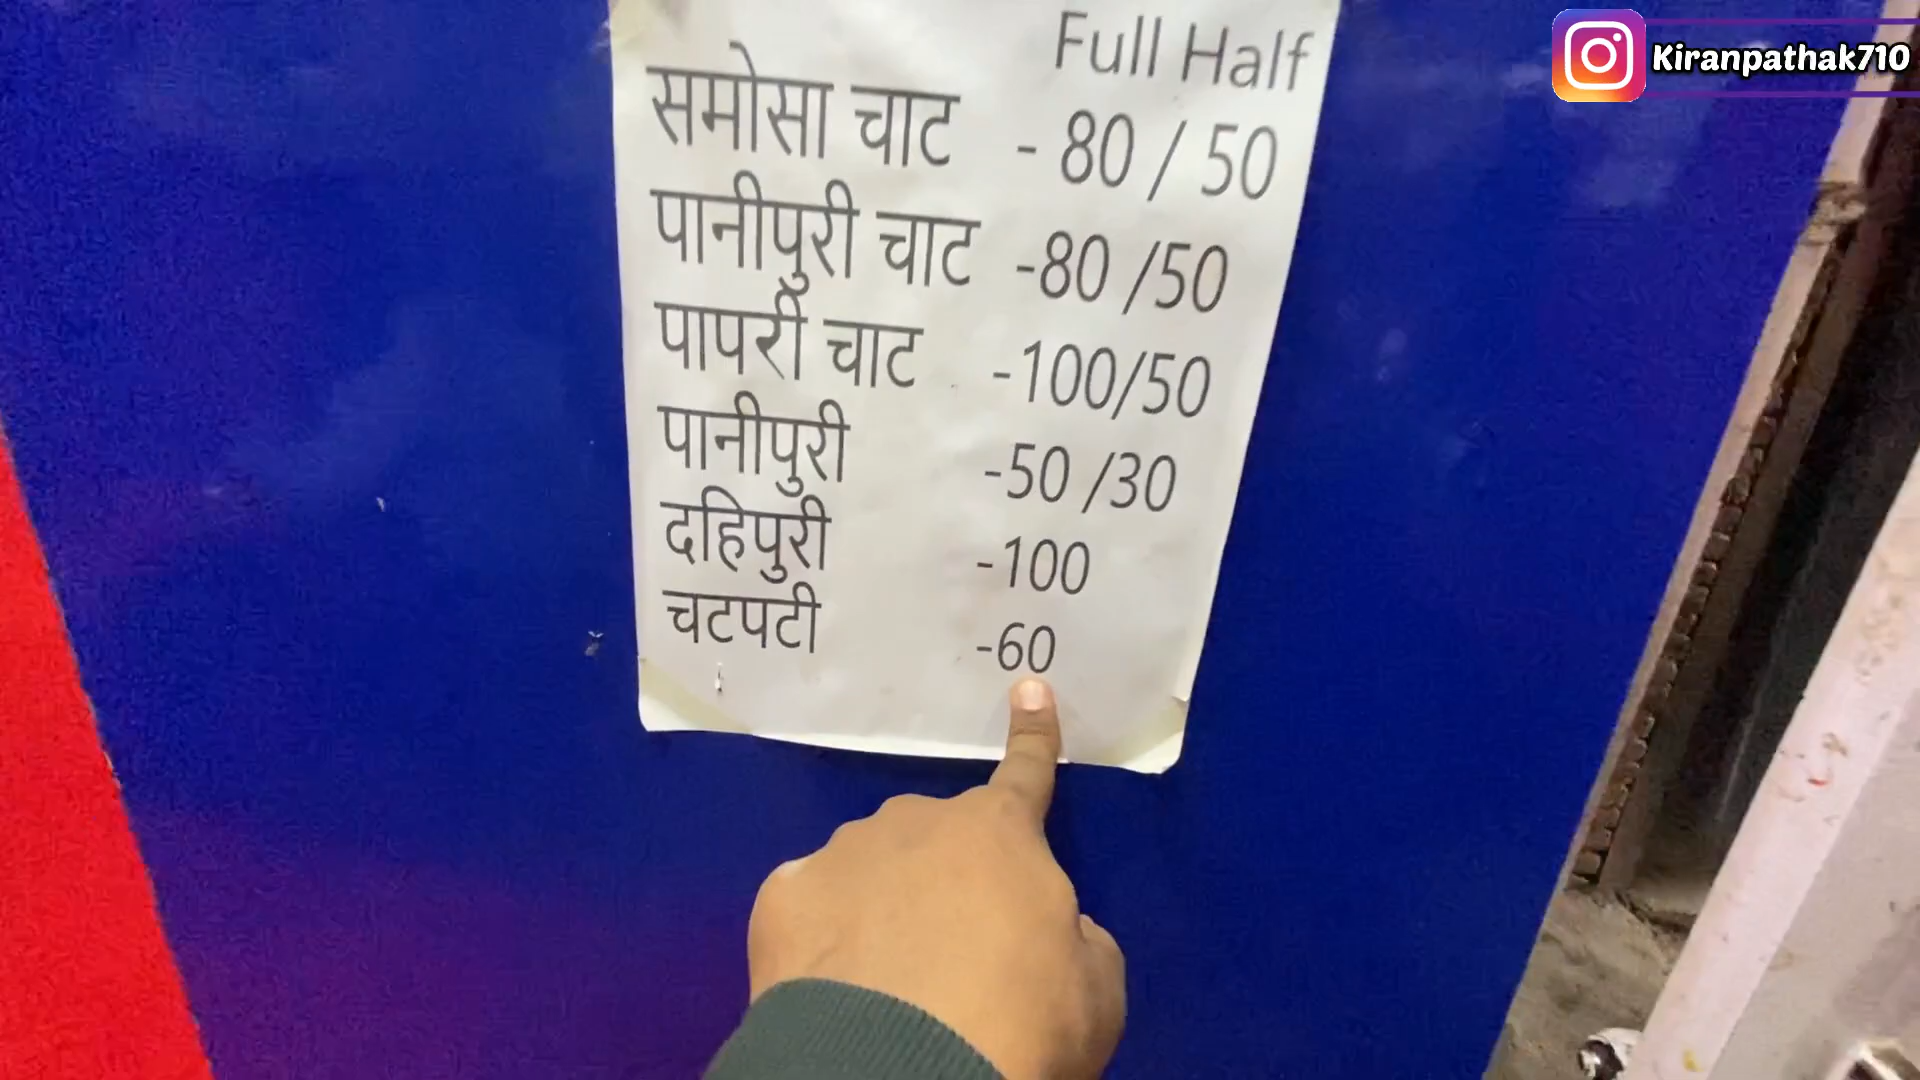 Full Half
समोसा चाट - 80 / 50
पानीपुरी चाट -80 /50
पापरी चाट -100/50
पानीपुरी -50 /30
दहिपुरी -100
चटपटी -60
Kiranpathak710